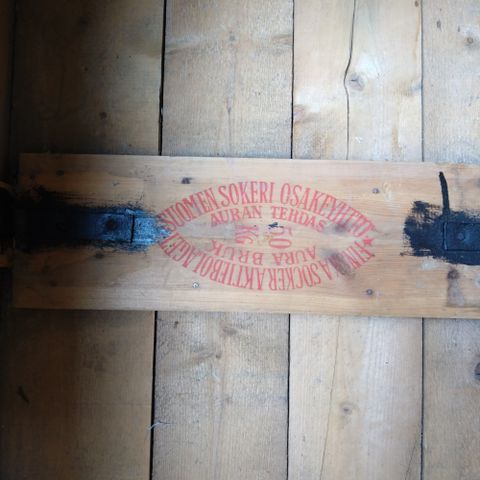 SUOMEN SOKERI OSAKEYHTIÖ
AURAN TEHDAS
50 KG
AURA BRUK
FINSKA SOCKERAKTIEBOLAGET